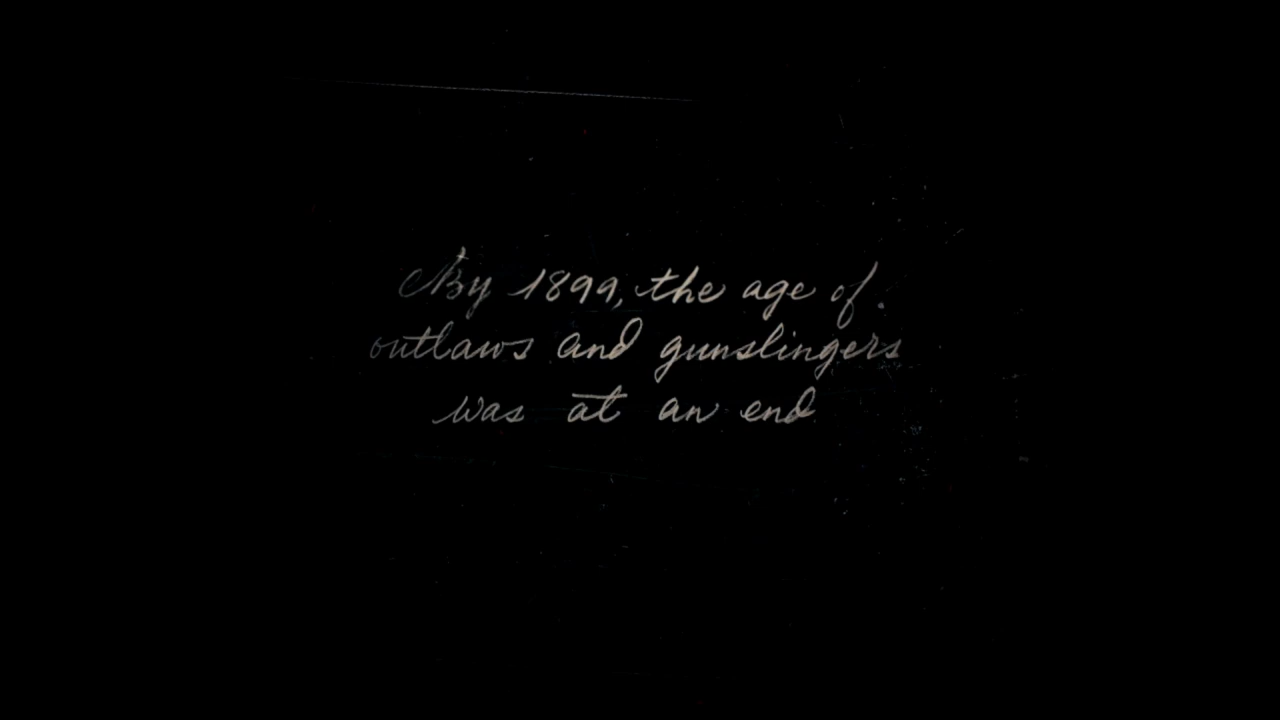 By 1899, the age of
outlaws and gunslingers
was at an end